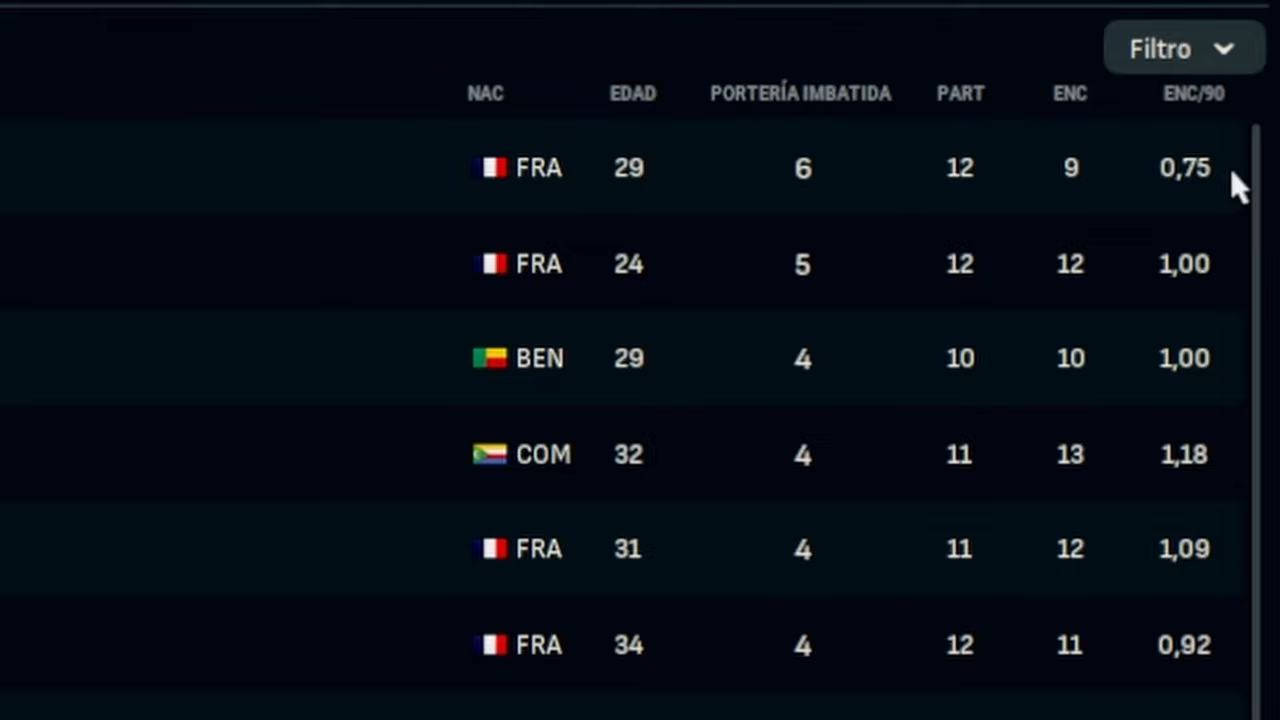 Filtro
NAC EDAD PORTERÍA IMBATIDA PART ENC ENC/90
FRA 29 6 12 9 0,75
FRA 24 5 12 12 1,00
BEN 29 4 10 10 1,00
COM 32 4 11 13 1,18
FRA 31 4 11 12 1,09
FRA 34 4 12 11 0,92